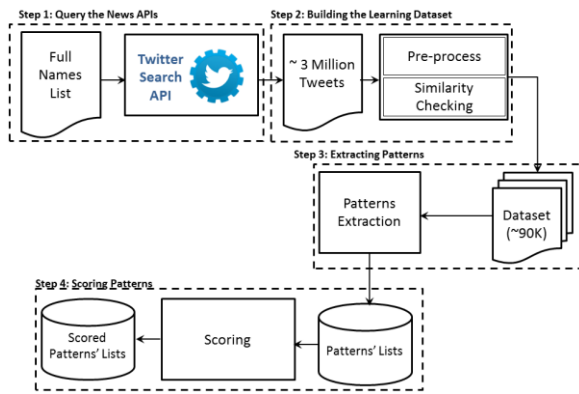 Step 1: Query the News APIs
Full
Names
List
Twitter
Search
API
Step 2: Building the Learning Dataset
~ 3 Million
Tweets
Pre-process
Similarity
Checking
Step 3: Extracting Patterns
Patterns
Extraction
Dataset
(~90K)
Step 4: Scoring Patterns
Scored
Patterns' Lists
Scoring
Patterns' Lists